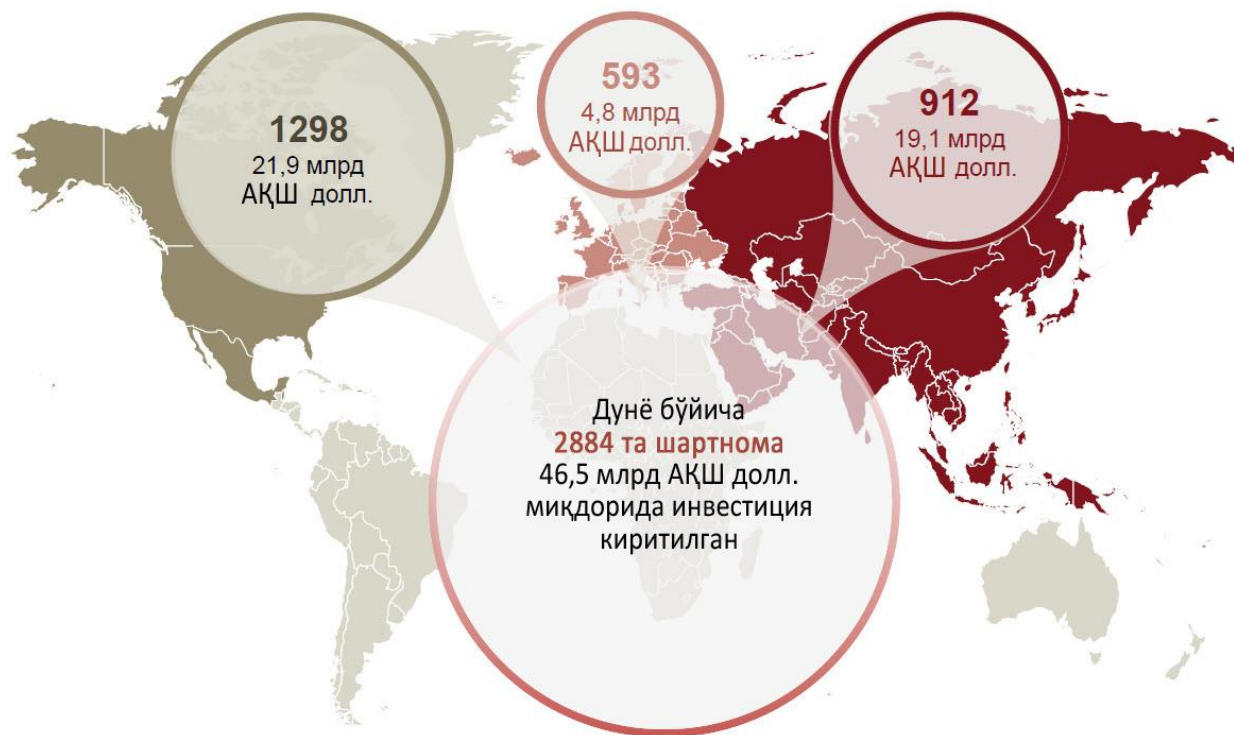 1298
21,9 млрд
АҚШ долл.
593
4,8 млрд
АҚШ долл.
912
19,1 млрд
АҚШ долл.
Дунё бўйича
2884 та шартнома
46,5 млрд АҚШ долл.
миқдорида инвестиция
киритилган